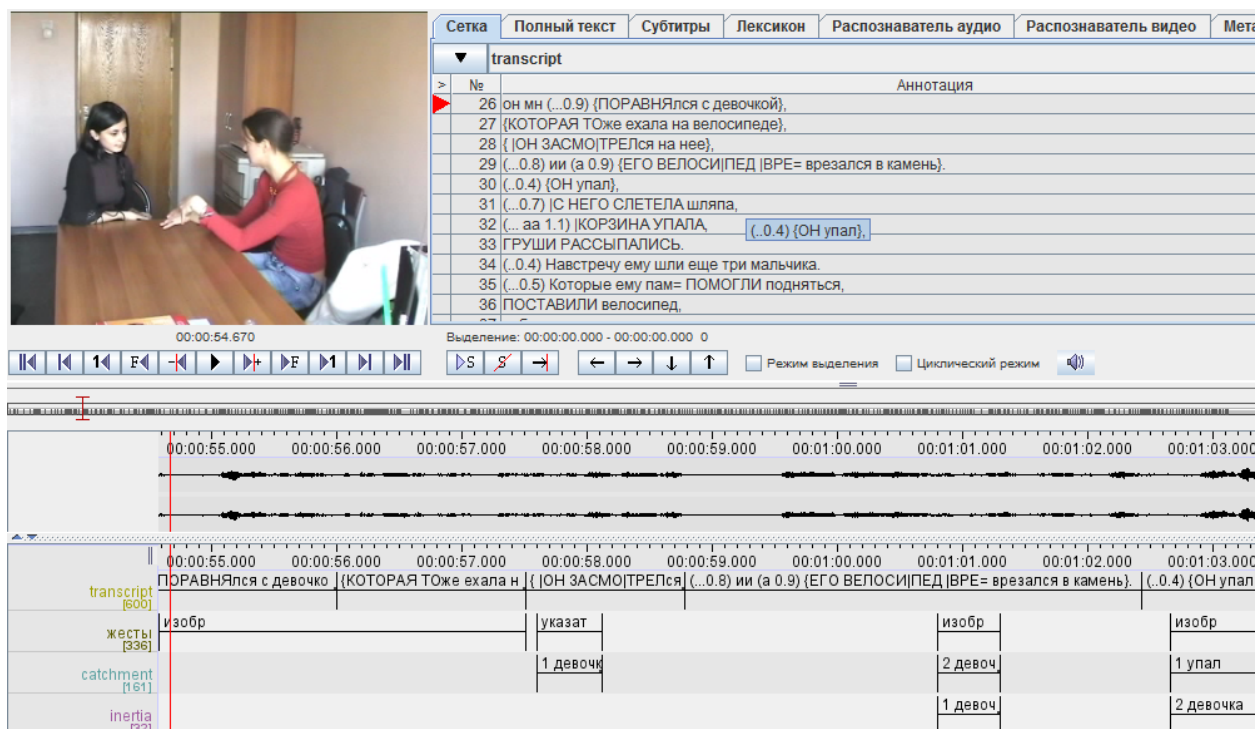 Сетка Полный текст Субтитры Лексикон Распознаватель аудио Распознаватель видео Мета
▼ transcript
> № Аннотация
26 он мн (...0.9) {ПОРАВНЯлся с девочкой},
27 {КОТОРАЯ ТОже ехала на велосипеде},
28 { |ОН ЗАСМО|ТРЕЛся на нее},
29 (...0.8) ии (а 0.9) {ЕГО ВЕЛОСИ|ПЕД |ВРЕ= врезался в камень}.
30 (..0.4) {ОН упал},
31 (...0.7) |С НЕГО СЛЕТЕЛА шляпа,
32 (... аа 1.1) |КОРЗИНА УПАЛА,
(..0.4) {ОН упал},
33 ГРУШИ РАССЫПАЛИСЬ.
34 (..0.4) Навстречу ему шли еще три мальчика.
35 (...0.5) Которые ему пам= ПОМОГЛИ подняться,
36 ПОСТАВИЛИ велосипед,
00:00:54.670 Выделение: 00:00:00.000 - 00:00:00.000 0
1 F F 1 S S Режим выделения Циклический режим
00:00:55.000 00:00:56.000 00:00:57.000 00:00:58.000 00:00:59.000 00:01:00.000 00:01:01.000 00:01:02.000 00:01:03.000
00:00:55.000 00:00:56.000 00:00:57.000 00:00:58.000 00:00:59.000 00:01:00.000 00:01:01.000 00:01:02.000 00:01:03.000
transcript ПОРАВНЯлся с девочко {КОТОРАЯ ТОже ехала н { |ОН ЗАСМО|ТРЕЛся (...0.8) ии (а 0.9) {ЕГО ВЕЛОСИ|ПЕД |ВРЕ= врезался в камень}. (..0.4) {ОН упал
[600]
жесты изобр указат изобр изобр
[336]
catchment 1 девочк 2 девоч 1 упал
[161]
inertia 1 девоч 2 девочка